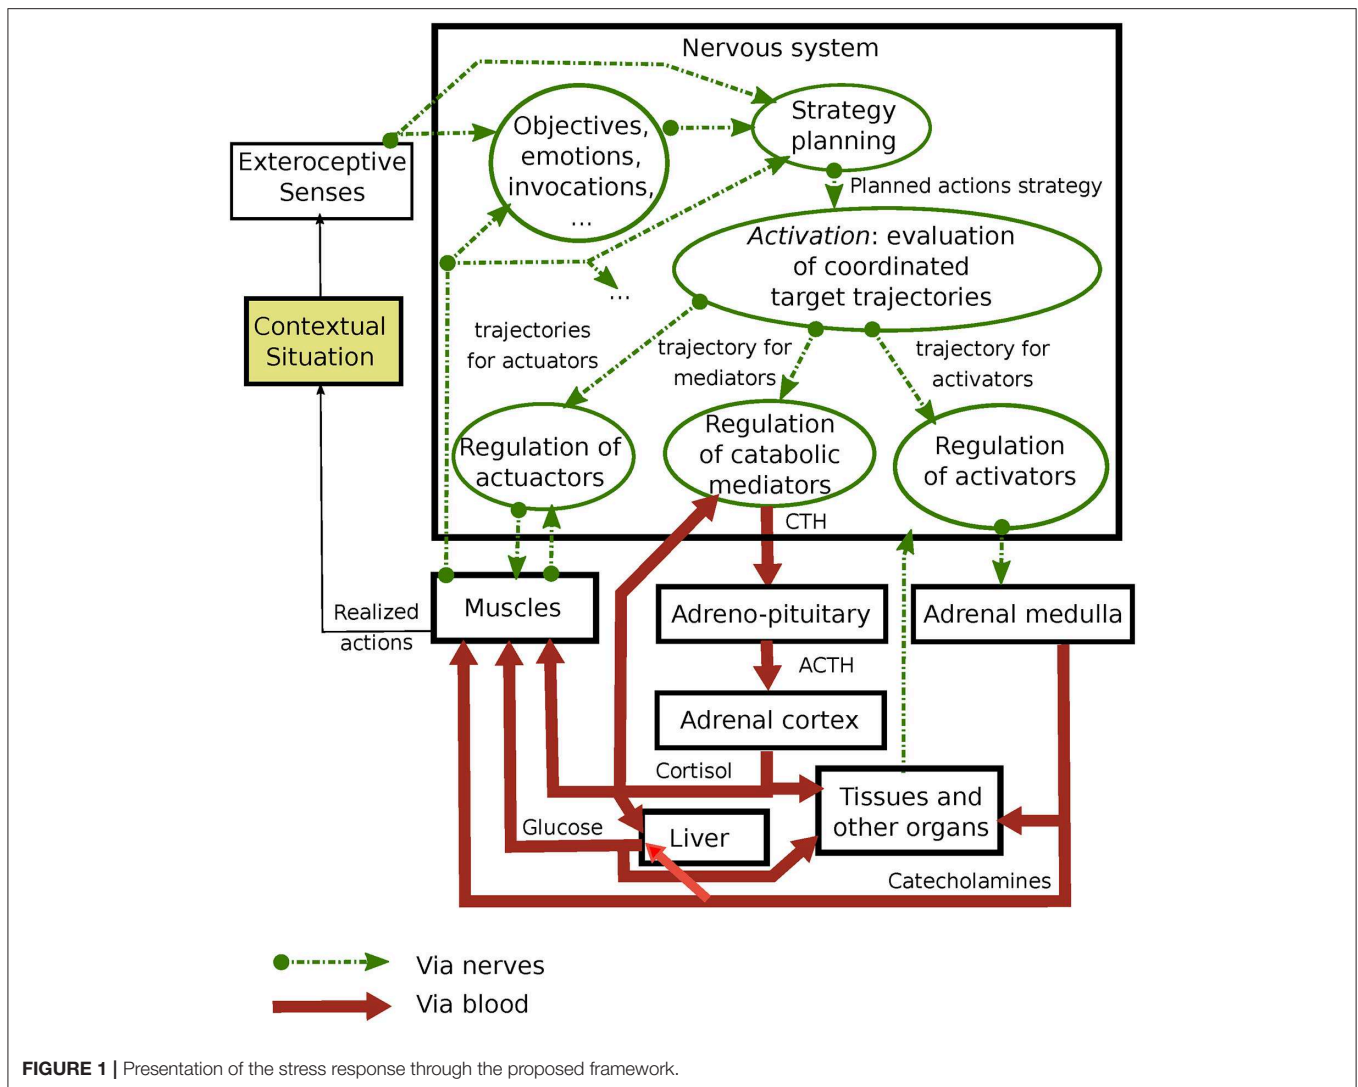 Nervous system
Exteroceptive
Senses
Objectives,
emotions,
invocations,
...
Strategy
planning
Planned actions strategy
Activation: evaluation
of coordinated
target trajectories
...
Contextual
Situation
trajectories
for actuators
trajectory for
mediators
trajectory for
activators
Regulation of
actuactors
Regulation
of catabolic
mediators
Regulation
of activators
CTH
Realized
actions
Muscles
Adreno-pituitary
Adrenal medulla
ACTH
Adrenal cortex
Cortisol
Tissues and
other organs
Glucose
Liver
Catecholamines
Via nerves
Via blood
FIGURE 1 | Presentation of the stress response through the proposed framework.